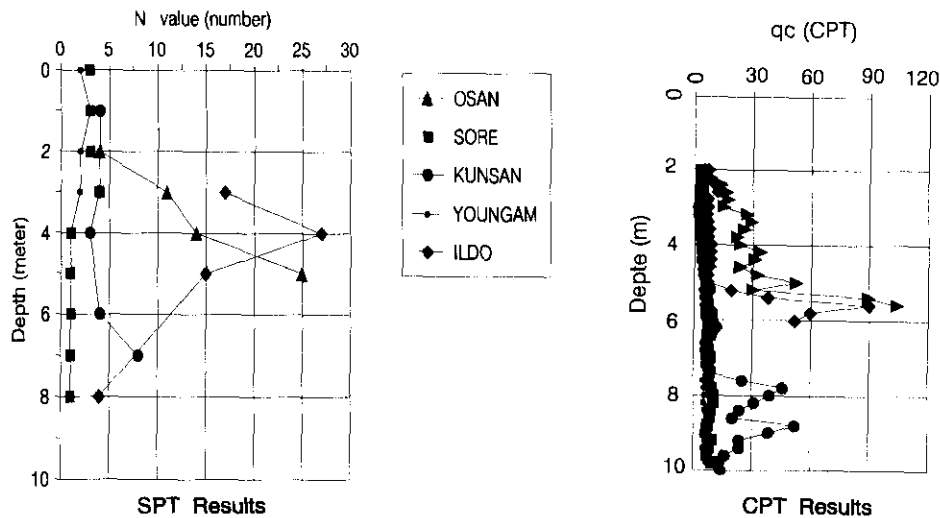 N value (number)
0 5 10 15 20 25 30
0
2
4
6
8
10
Depth (meter)
SPT Results
OSAN
SORE
KUNSAN
YOUNGAM
ILDO
qc (CPT)
0 30 60 90 120
0
2
4
6
8
10
Depte (m)
CPT Results